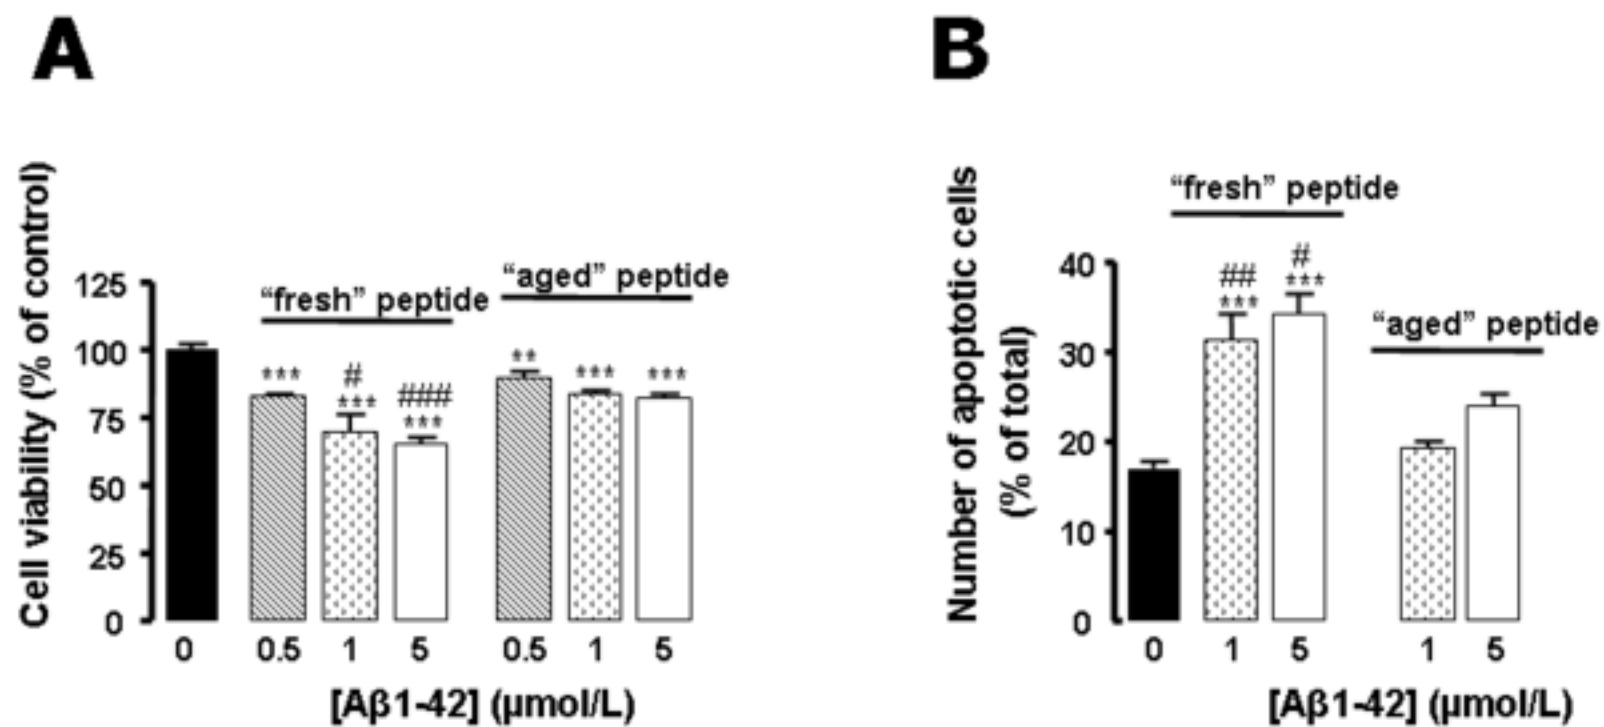 A
B
Cell viability (% of control)
125
100
75
50
25
0
"fresh" peptide
"aged" peptide
***
#
***
###
***
**
***
***
0 0.5 1 5 0.5 1 5
[Aβ1-42] (μmol/L)
Number of apoptotic cells
(% of total)
40
30
20
10
0
“fresh” peptide
##
***
#
***
“aged” peptide
0 1 5 1 5
[Aβ1-42] (μmol/L)